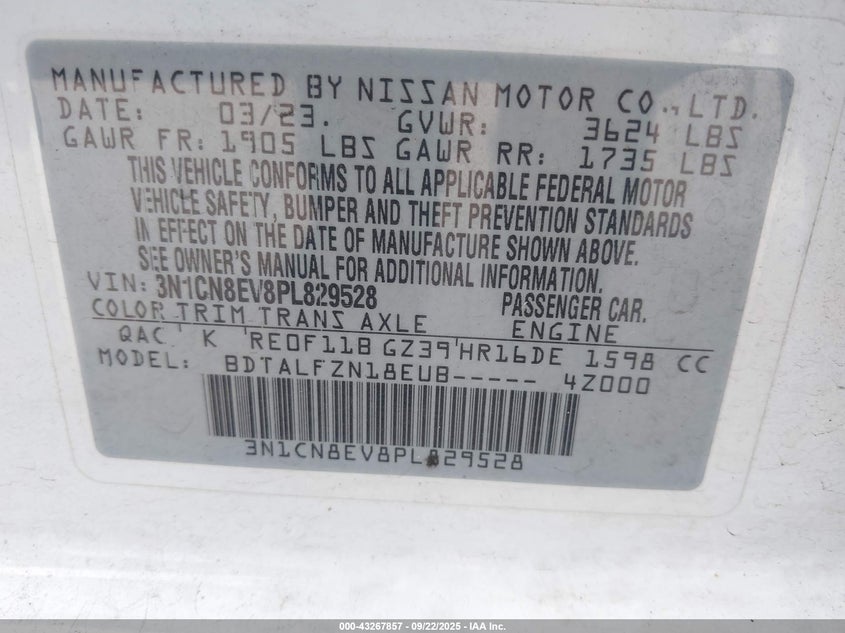 MANUFACTURED BY NISSAN MOTOR CO., LTD.
DATE: 03/23. GVWR: 3624 LBS
GAWR FR: 1905 LBS GAWR RR: 1735 LBS
THIS VEHICLE CONFORMS TO ALL APPLICABLE FEDERAL MOTOR
VEHICLE SAFETY, BUMPER AND THEFT PREVENTION STANDARDS
IN EFFECT ON THE DATE OF MANUFACTURE SHOWN ABOVE.
SEE OWNER'S MANUAL FOR ADDITIONAL INFORMATION.
VIN: 3N1CN8EV8PL829528 PASSENGER CAR.
COLOR TRIM TRANS AXLE ENGINE
QAC K RE0F11B GZ39 HR16DE 1598 CC
MODEL: BDTALFZN18EUB----- 4Z000
3N1CN8EV8PL829528
000-43267857 - 09/22/2025 - IAA Inc.